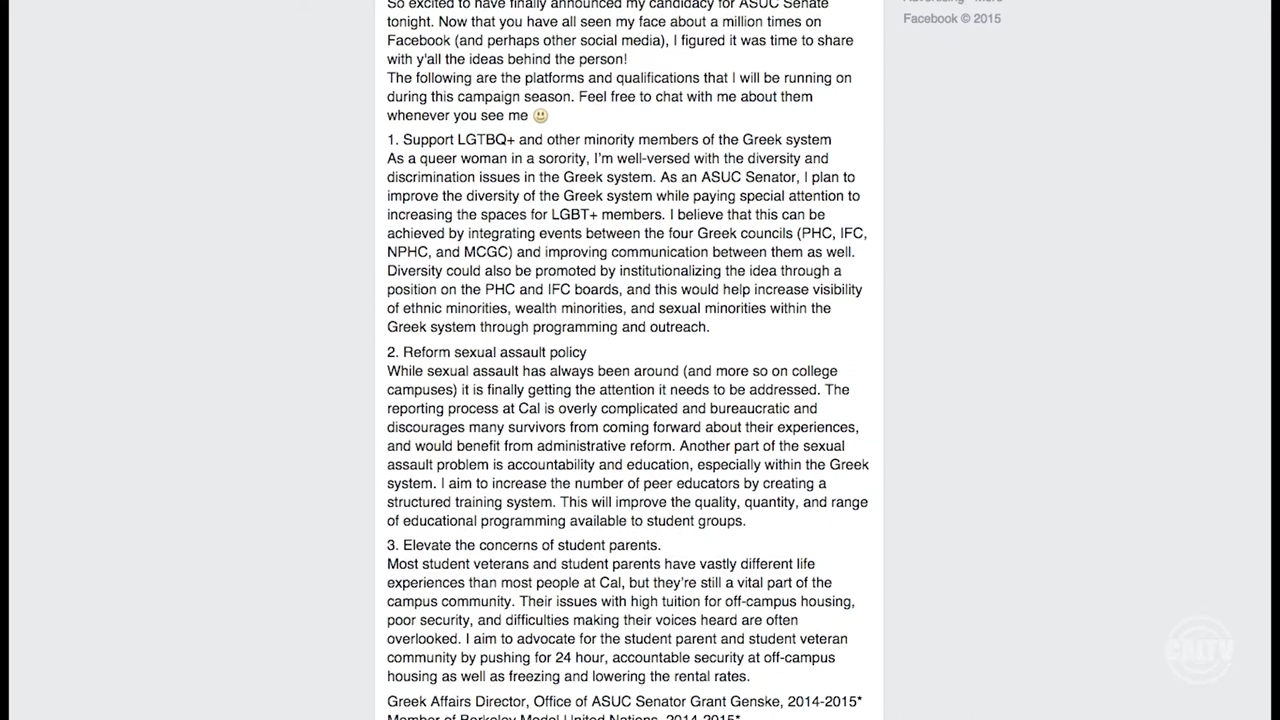 So excited to have finally announced my candidacy for ASUC Senate
tonight. Now that you have all seen my face about a million times on
Facebook (and perhaps other social media), I figured it was time to share
with y'all the ideas behind the person!
The following are the platforms and qualifications that I will be running on
during this campaign season. Feel free to chat with me about them
whenever you see me 😃
1. Support LGTBQ+ and other minority members of the Greek system
As a queer woman in a sorority, I'm well-versed with the diversity and
discrimination issues in the Greek system. As an ASUC Senator, I plan to
improve the diversity of the Greek system while paying special attention to
increasing the spaces for LGBT+ members. I believe that this can be
achieved by integrating events between the four Greek councils (PHC, IFC,
NPHC, and MCGC) and improving communication between them as well.
Diversity could also be promoted by institutionalizing the idea through a
position on the PHC and IFC boards, and this would help increase visibility
of ethnic minorities, wealth minorities, and sexual minorities within the
Greek system through programming and outreach.
2. Reform sexual assault policy
While sexual assault has always been around (and more so on college
campuses) it is finally getting the attention it needs to be addressed. The
reporting process at Cal is overly complicated and bureaucratic and
discourages many survivors from coming forward about their experiences,
and would benefit from administrative reform. Another part of the sexual
assault problem is accountability and education, especially within the Greek
system. I aim to increase the number of peer educators by creating a
structured training system. This will improve the quality, quantity, and range
of educational programming available to student groups.
3. Elevate the concerns of student parents.
Most student veterans and student parents have vastly different life
experiences than most people at Cal, but they're still a vital part of the
campus community. Their issues with high tuition for off-campus housing,
poor security, and difficulties making their voices heard are often
overlooked. I aim to advocate for the student parent and student veteran
community by pushing for 24 hour, accountable security at off-campus
housing as well as freezing and lowering the rental rates.
Greek Affairs Director, Office of ASUC Senator Grant Genske, 2014-2015*
Member of Berkeley Model United Nations, 2014-2015*
Advertising · More
Facebook © 2015
CALTV